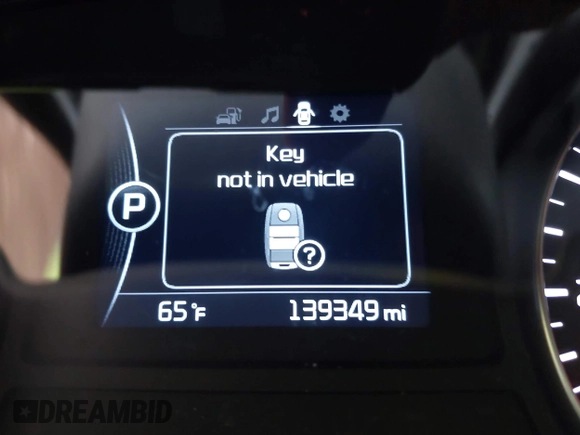 Key
not in vehicle
P
?
65°F
139349 mi
DREAMBID